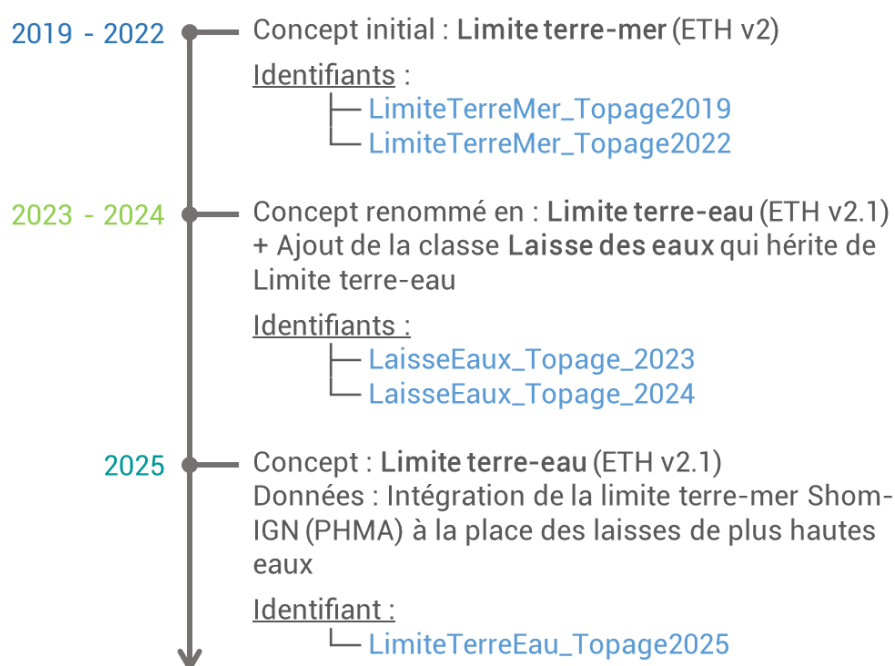 2019 - 2022
Concept initial : Limite terre-mer (ETH v2)
Identifiants :
LimiteTerreMer_Topage2019
LimiteTerreMer_Topage2022
2023 - 2024
Concept renommé en : Limite terre-eau (ETH v2.1)
+ Ajout de la classe Laisse des eaux qui hérite de
Limite terre-eau
Identifiants :
LaisseEaux_Topage_2023
LaisseEaux_Topage_2024
2025
Concept : Limite terre-eau (ETH v2.1)
Données : Intégration de la limite terre-mer Shom-
IGN (PHMA) à la place des laisses de plus hautes
eaux
Identifiant :
LimiteTerreEau_Topage2025